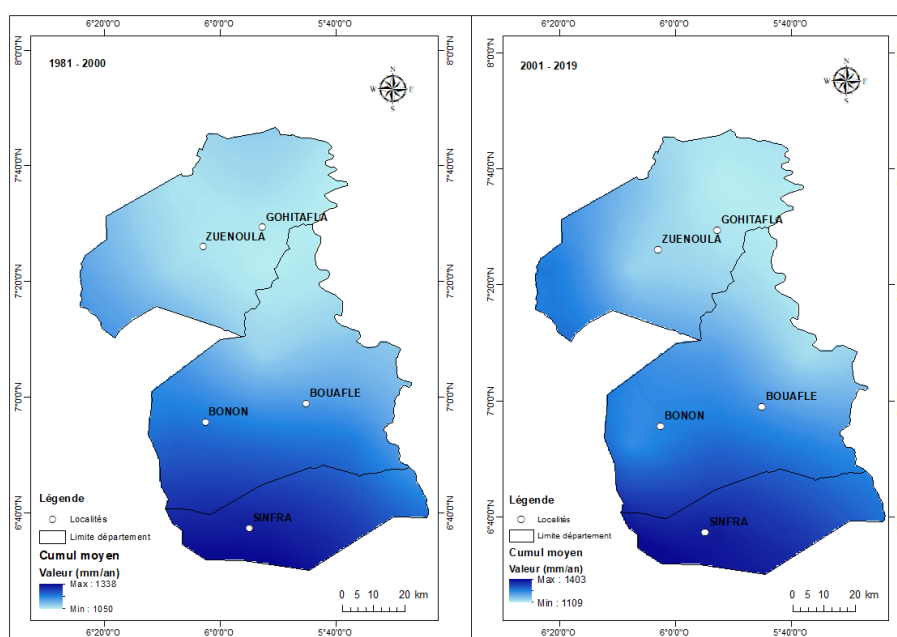 6°20'0"O 6°0'0"O 5°40'0"O
1981 - 2000
N
W E
S
8°0'0"N
7°40'0"N
GOHITAFLA
ZUENOULA
7°20'0"N
7°0'0"N
BOUAFLE
BONON
6°40'0"N
SINFRA
Légende
Localités
Limite département
Cumul moyen
Valeur (mm/an)
Max : 1338
Min : 1050
0 5 10 20 km
6°20'0"O 6°0'0"O 5°40'0"O
6°20'0"O 6°0'0"O 5°40'0"O
2001 - 2019
N
W E
S
8°0'0"N
7°40'0"N
GOHITAFLA
ZUENOULA
7°20'0"N
7°0'0"N
BOUAFLE
BONON
6°40'0"N
SINFRA
Légende
Localités
Limite département
Cumul moyen
Valeur (mm/an)
Max : 1403
Min : 1109
0 5 10 20 km
6°20'0"O 6°0'0"O 5°40'0"O